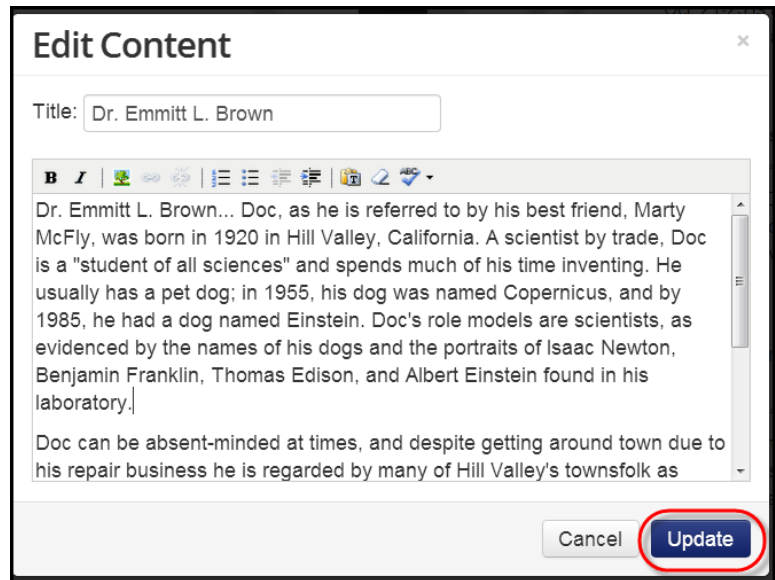 Edit Content
×
Title: Dr. Emmitt L. Brown
B I ABC
Dr. Emmitt L. Brown... Doc, as he is referred to by his best friend, Marty
McFly, was born in 1920 in Hill Valley, California. A scientist by trade, Doc
is a "student of all sciences" and spends much of his time inventing. He
usually has a pet dog; in 1955, his dog was named Copernicus, and by
1985, he had a dog named Einstein. Doc's role models are scientists, as
evidenced by the names of his dogs and the portraits of Isaac Newton,
Benjamin Franklin, Thomas Edison, and Albert Einstein found in his
laboratory.
Doc can be absent-minded at times, and despite getting around town due to
his repair business he is regarded by many of Hill Valley's townsfolk as
Cancel Update